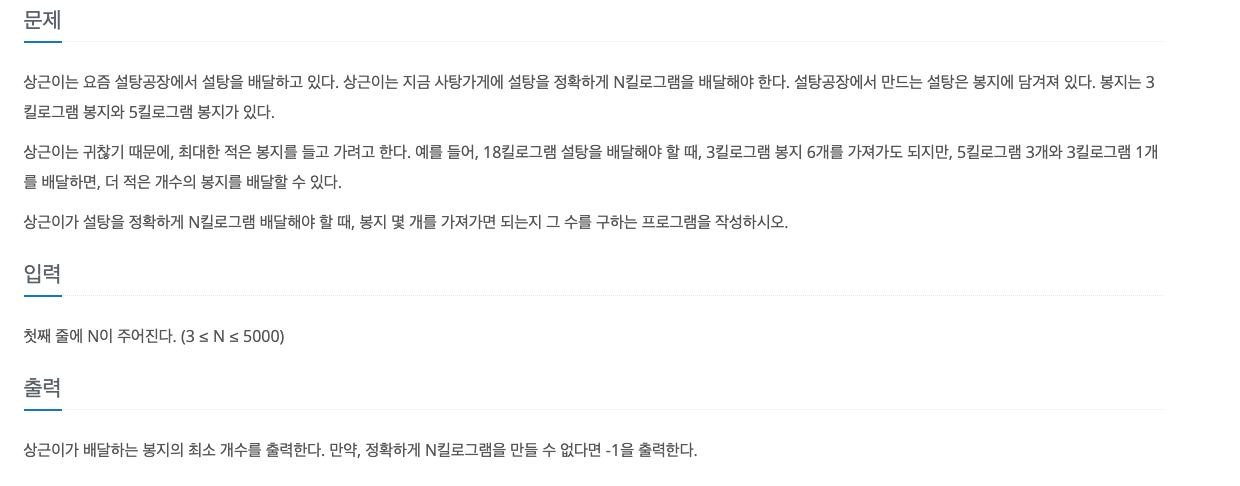 문제
상근이는 요즘 설탕공장에서 설탕을 배달하고 있다. 상근이는 지금 사탕가게에 설탕을 정확하게 N킬로그램을 배달해야 한다. 설탕공장에서 만드는 설탕은 봉지에 담겨져 있다. 봉지는 3
킬로그램 봉지와 5킬로그램 봉지가 있다.
상근이는 귀찮기 때문에, 최대한 적은 봉지를 들고 가려고 한다. 예를 들어, 18킬로그램 설탕을 배달해야 할 때, 3킬로그램 봉지 6개를 가져가도 되지만, 5킬로그램 3개와 3킬로그램 1개
를 배달하면, 더 적은 개수의 봉지를 배달할 수 있다.
상근이가 설탕을 정확하게 N킬로그램 배달해야 할 때, 봉지 몇 개를 가져가면 되는지 그 수를 구하는 프로그램을 작성하시오.
입력
첫째 줄에 N이 주어진다. (3 ≤ N ≤ 5000)
출력
상근이가 배달하는 봉지의 최소 개수를 출력한다. 만약, 정확하게 N킬로그램을 만들 수 없다면 -1을 출력한다.